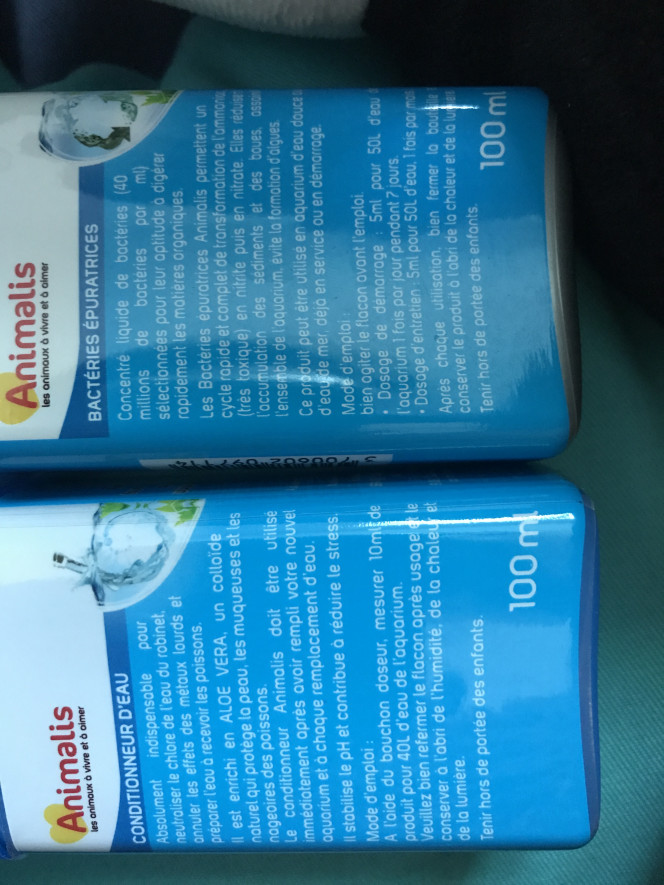 Animalis
les animaux à vivre et à aimer
BACTÉRIES ÉPURATRICES
Concentré liquide de bactéries (40
millions de bactéries par ml)
sélectionnées pour leur aptitude à digérer
rapidement les matières organiques.
Les Bactéries épuratrices Animalis permettent un
cycle rapide et complet de transformation de l'ammoniac
(très toxique) en nitrite puis en nitrate. Elles réduisent
l'accumulation des sédiments et des boues,
l'ensemble de l'aquarium, évite la formation d'algues.
Ce produit peut être utilisé en aquarium d'eau douce
d'eau de mer déjà en service ou en démarrage.
Mode d'emploi :
bien agiter le flacon avant l'emploi.
• Dosage de démarrage : 5ml pour 50L d'eau d
l'aquarium 1 fois par jour pendant 7 jours.
• Dosage d'entretien : 5ml pour 50L d'eau, 1 fois par mois
Après chaque utilisation, bien fermer la
conserver le produit à l'abri de la chaleur et de la
Tenir hors de portée des enfants.
100 ml
Animalis
les animaux à vivre et à aimer
CONDITIONNEUR D'EAU
Absolument indispensable pour
neutraliser le chlore de l'eau du robinet,
annuler les effets des métaux lourds et
préparer l'eau à recevoir les poissons.
Il est enrichi en ALOE VERA, un colloïde
naturel qui protège la peau, les muqueuses et les
nageoires des poissons.
Le conditionneur Animalis doit être utilisé
immédiatement après avoir rempli votre nouvel
aquarium et à chaque remplacement d'eau.
Il stabilise le pH et contribue à réduire le stress.
Mode d'emploi :
A l'aide du bouchon doseur, mesurer 10ml de
produit pour 40L d'eau de l'aquarium.
Veuillez bien refermer le flacon après usage et le
conserver à l'abri de l'humidité, de la chaleur et
de la lumière.
Tenir hors de portée des enfants.
100 ml